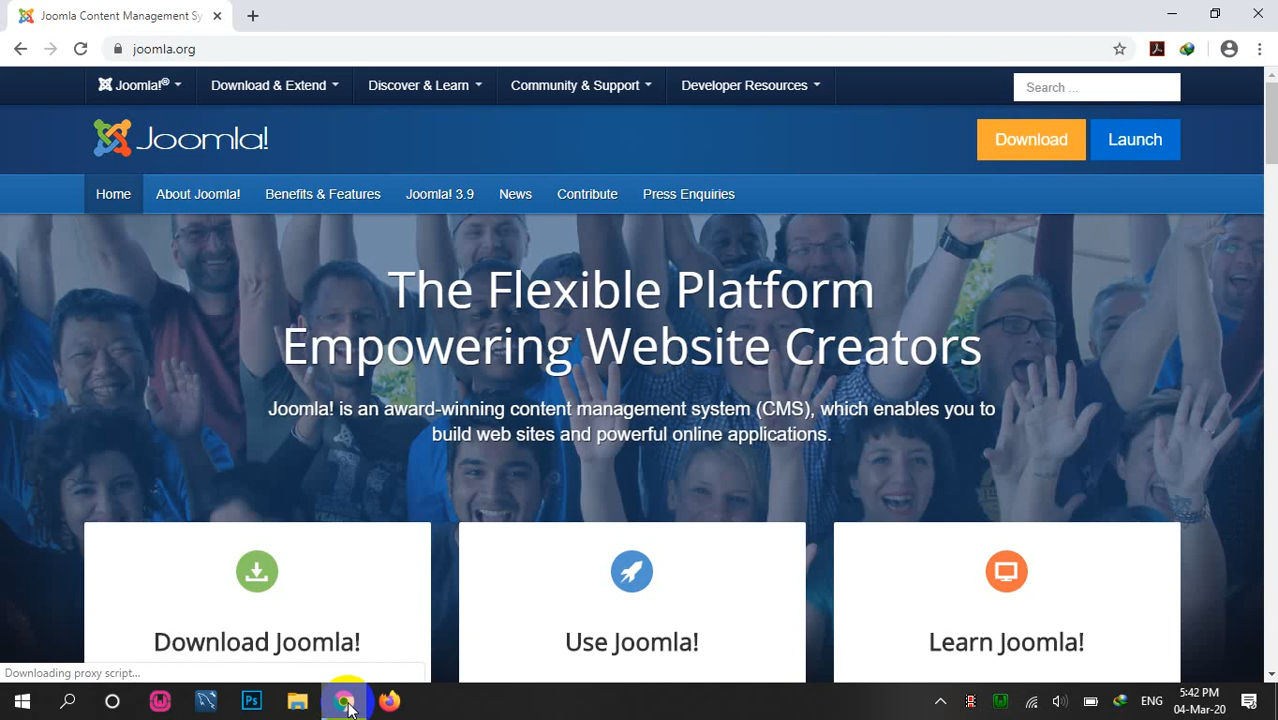 Joomla Content Management Sy
joomla.org
Joomla!® Download & Extend Discover & Learn Community & Support Developer Resources Search ...
Joomla! Download Launch
Home About Joomla! Benefits & Features Joomla! 3.9 News Contribute Press Enquiries
The Flexible Platform
Empowering Website Creators
Joomla! is an award-winning content management system (CMS), which enables you to
build web sites and powerful online applications.
Download Joomla! Use Joomla! Learn Joomla!
Downloading proxy script...
Ps
ENG
5:42 PM
04-Mar-20